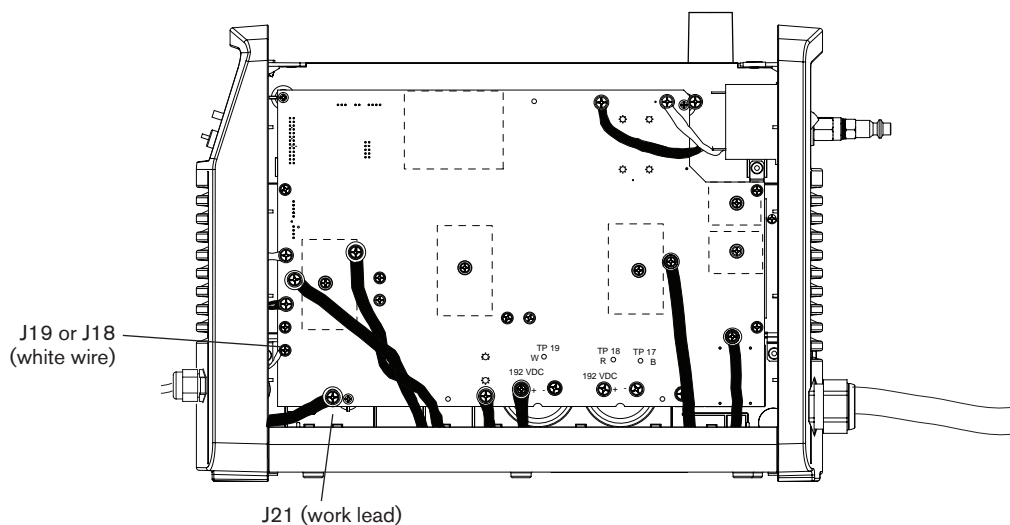 TP 19
W
TP 18
R
TP 17
B
192 VDC
+ -
192 VDC
+ -
J19 or J18
(white wire)
J21 (work lead)